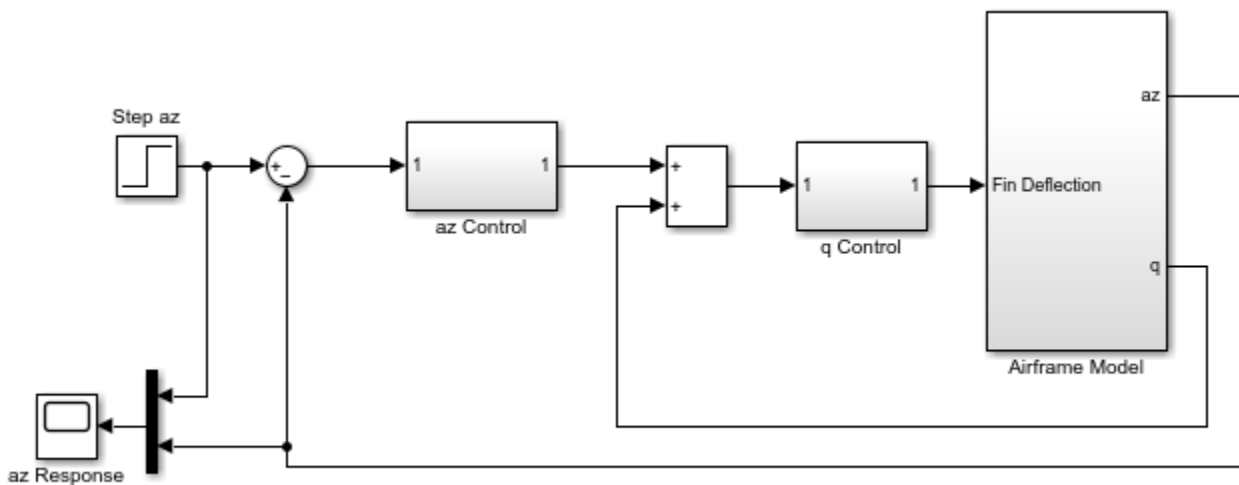 Step az
+
−
1
1
az Control
+
+
1
1
q Control
az
Fin Deflection
q
Airframe Model
az Response